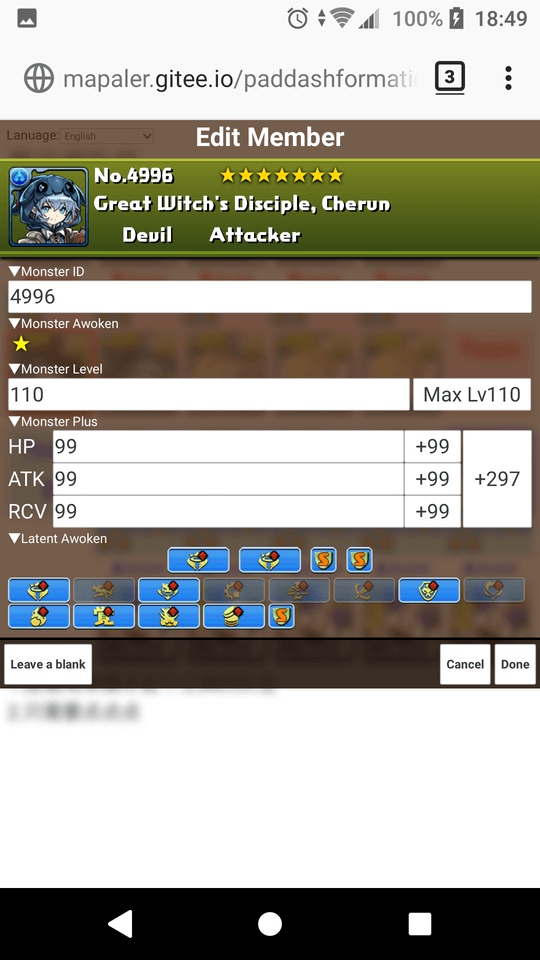 100% 18:49
mapaler.gitee.io/paddashformati
3
Lanuage: English
Edit Member
No.4996 ★★★★★★★
Great Witch's Disciple, Cherun
Devil Attacker
▼Monster ID
4996
▼Monster Awoken
★
▼Monster Level
110 Max Lv110
▼Monster Plus
HP 99 +99
ATK 99 +99 +297
RCV 99 +99
▼Latent Awoken
Leave a blank Cancel Done